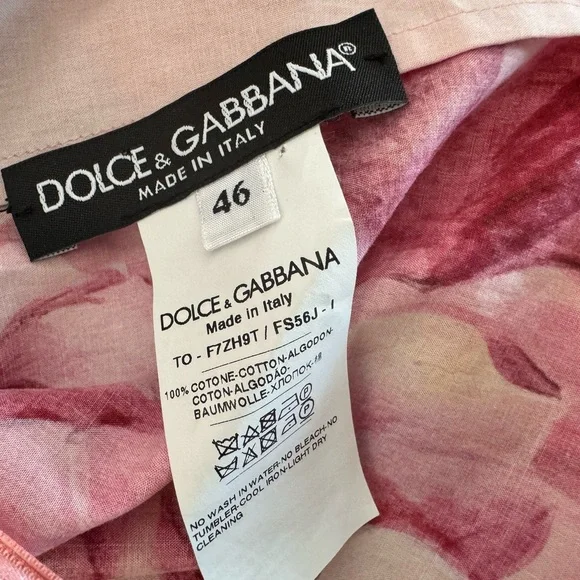 DOLCE & GABBANA
MADE IN ITALY
46
DOLCE & GABBANA
Made in Italy
TO - F7ZH9T / FS56J - /
100% COTONE-COTTON-ALGODON-
COTON-ALGODÃO-
BAUMWOLLE-ХЛОПОК-棉
NO WASH IN WATER-NO BLEACH-NO
TUMBLER-COOL IRON-LIGHT DRY
CLEANING